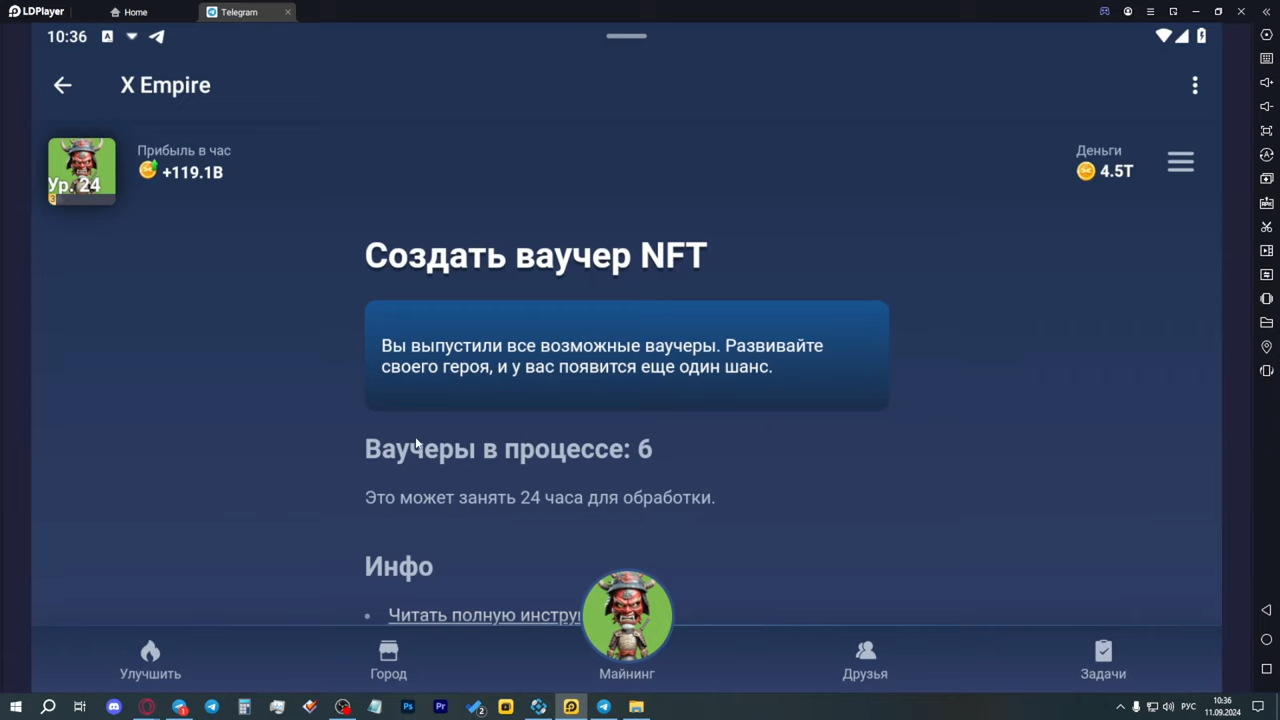 LDPlayer
Home
Telegram
10:36
A
X Empire
Ур. 24
3
Прибыль в час
+119.1B
Деньги
4.5T
Создать ваучер NFT
Вы выпустили все возможные ваучеры. Развивайте
своего героя, и у вас появится еще один шанс.
Ваучеры в процессе: 6
Это может занять 24 часа для обработки.
Инфо
Читать полную инстру
Улучшить
Город
Майнинг
Друзья
Задачи
РУС
10:36
11.09.2024